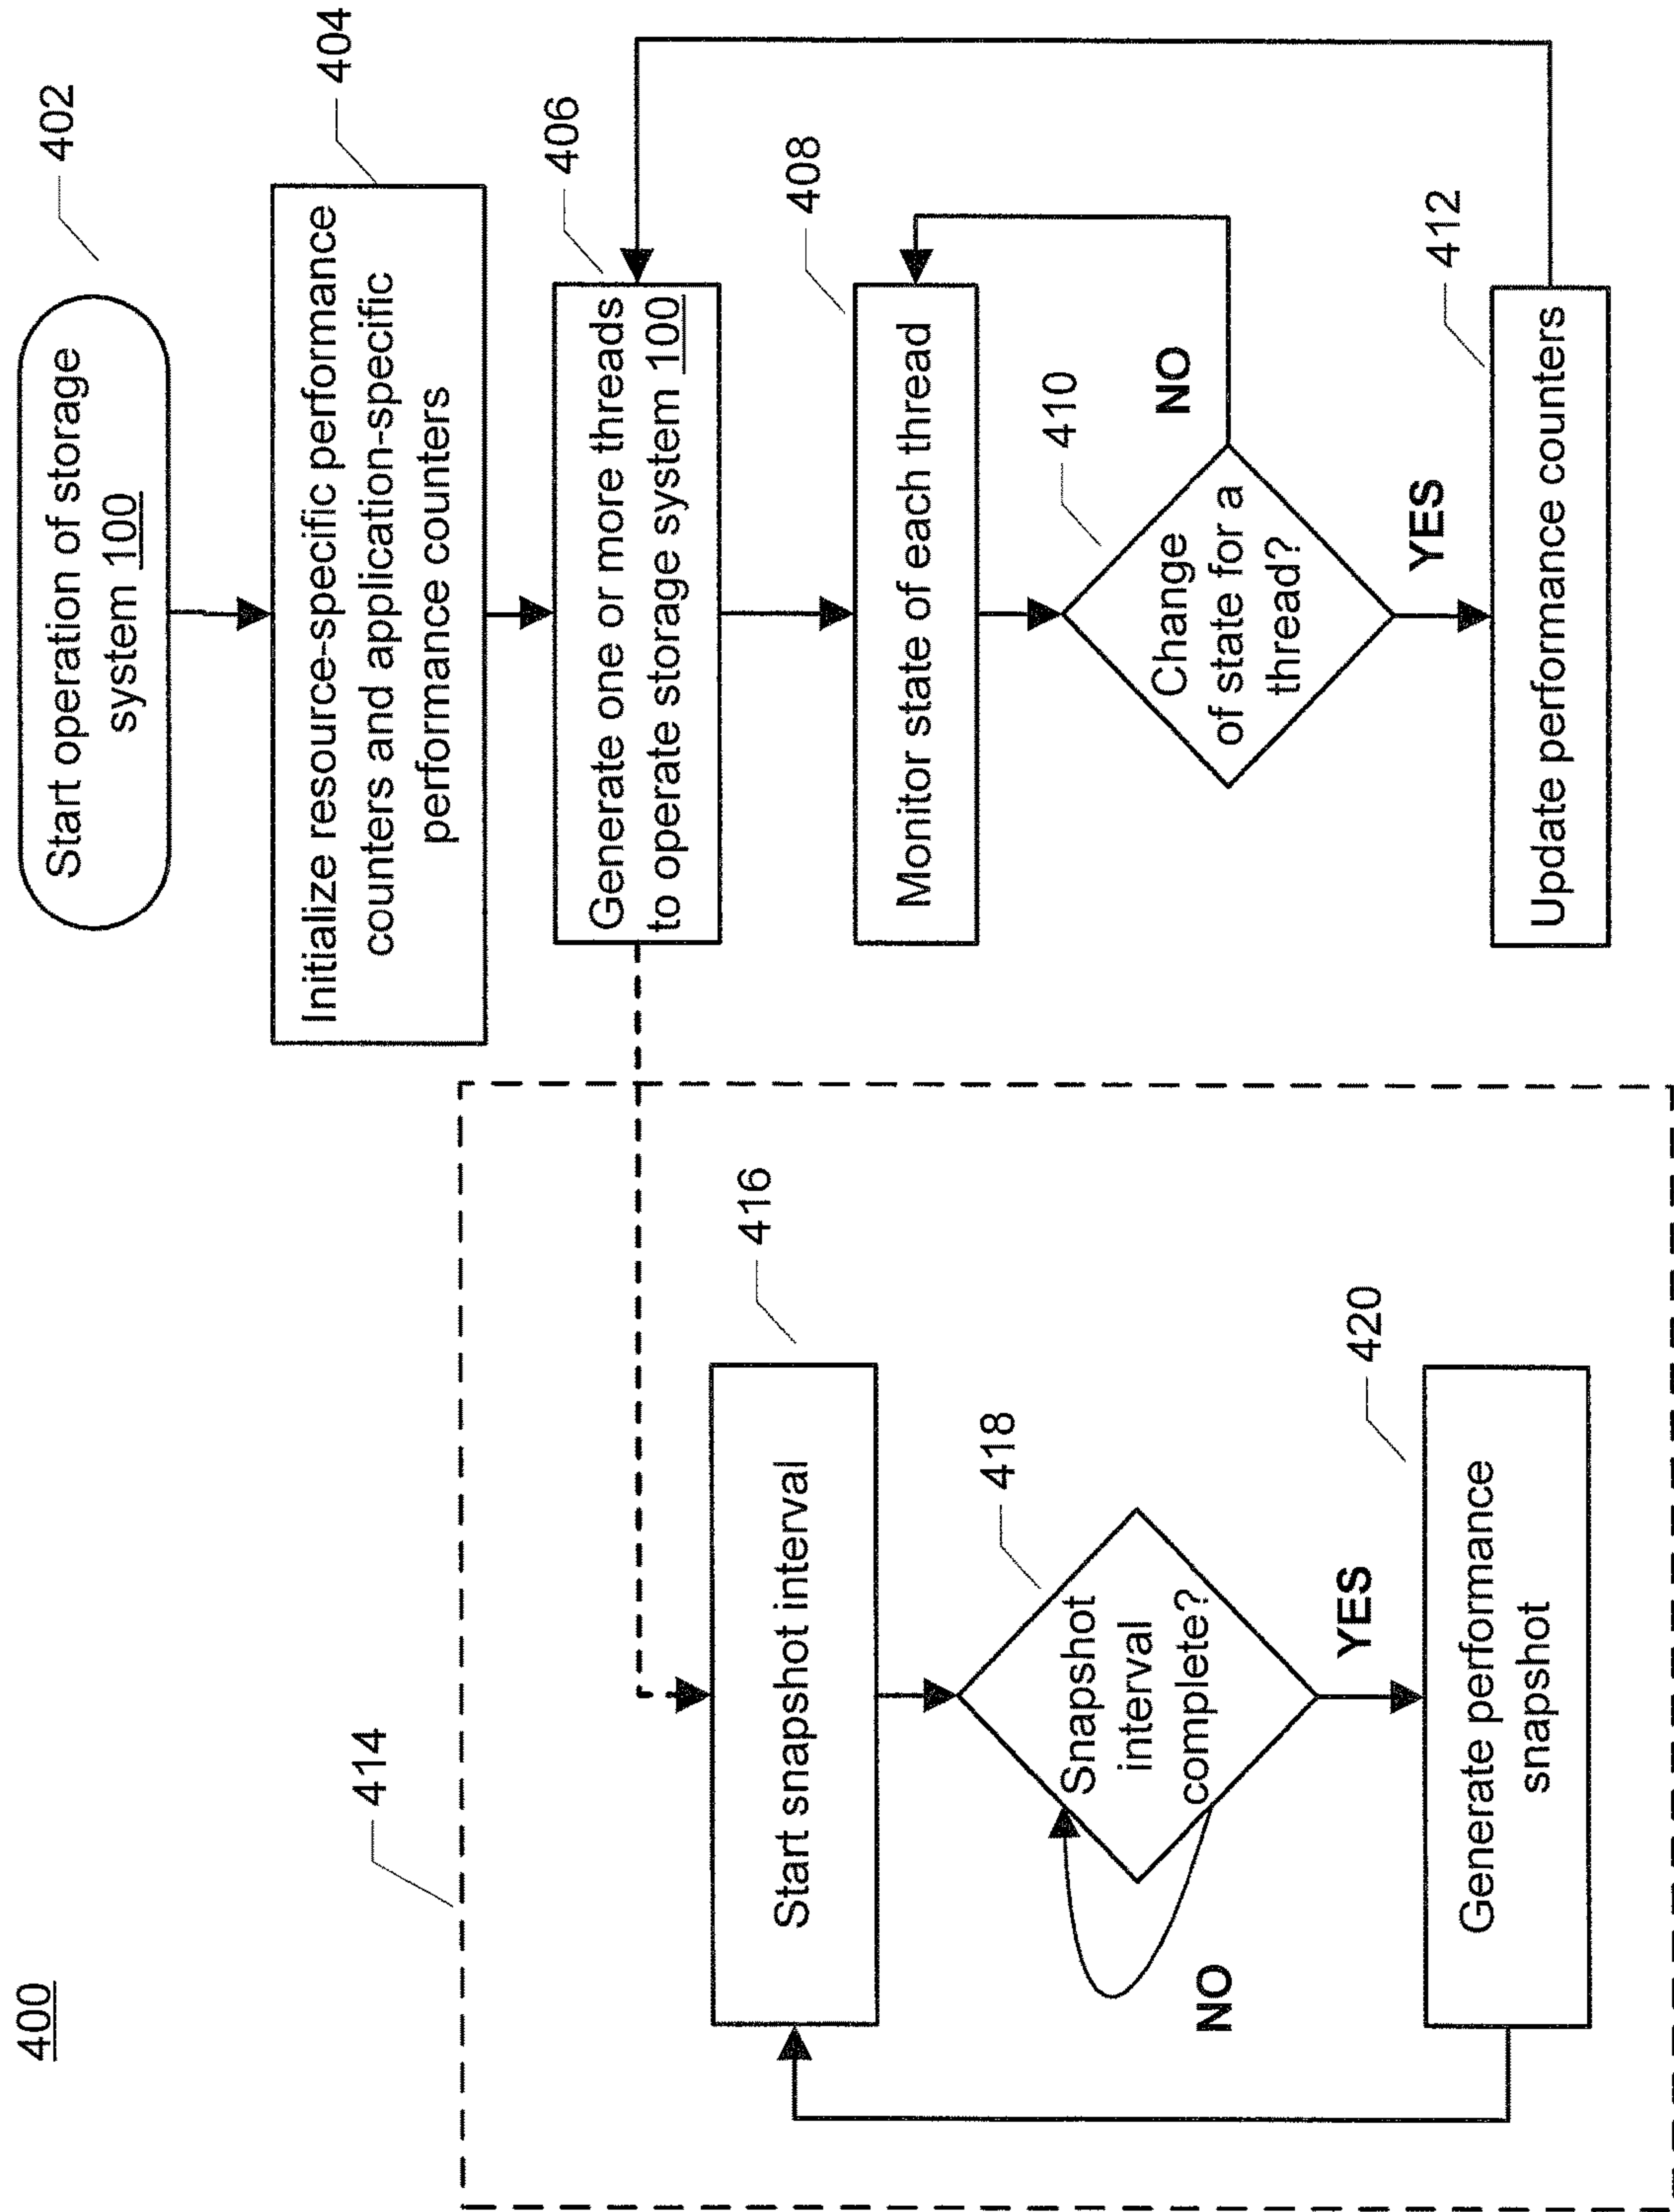 400
Start operation of storage
system 100
402
Initialize resource-specific performance
counters and application-specific
performance counters
404
Generate one or more threads
to operate storage system 100
406
Monitor state of each thread
408
Change
of state for a
thread?
410
NO
YES
Update performance counters
412
414
Start snapshot interval
416
Snapshot
interval
complete?
418
NO
YES
Generate performance
snapshot
420